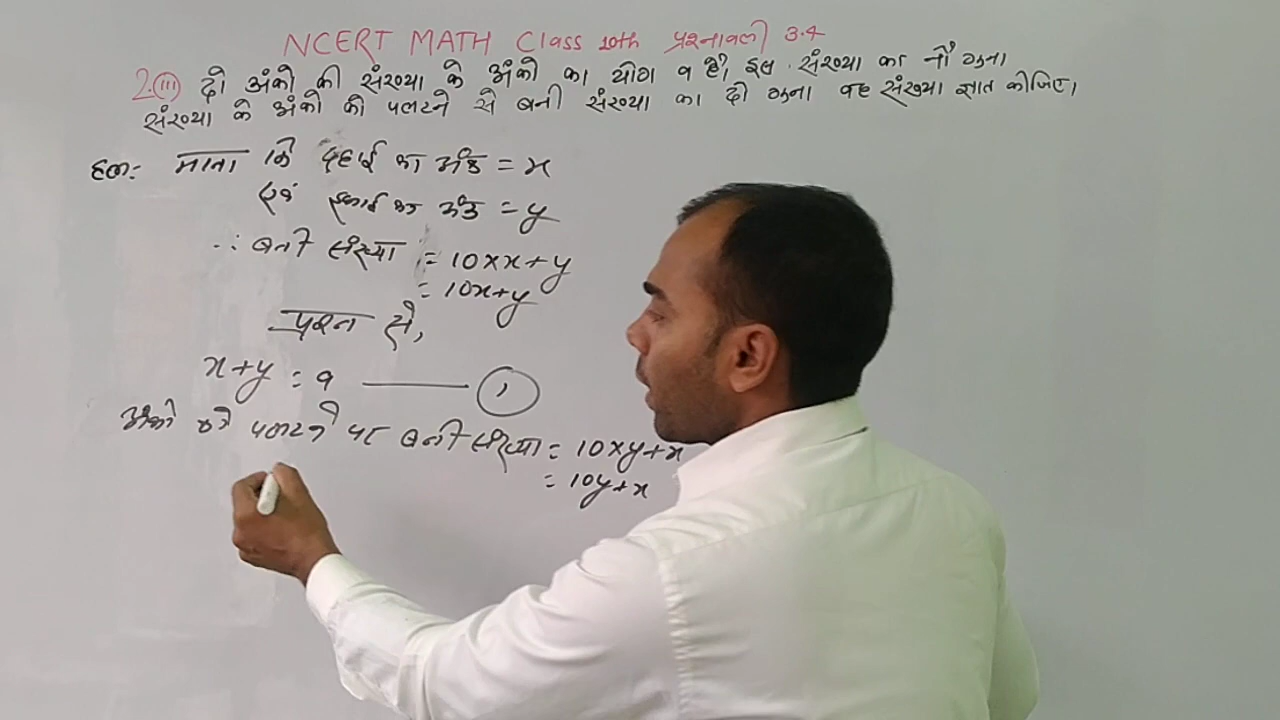 NCERT MATH Class 10th प्रश्नावली 3.4
2.(iii) दो अंको की संख्या के अंको का योग 9 है, इस संख्या का नौ गुना
संख्या के अंको को पलटने से बनी संख्या का दो गुना वह संख्या ज्ञात कीजिए।
हल:- माना कि दहाई का अंक = x
एवं इकाई का अंक = y
∴ बनी संख्या = 10×x+y
= 10x+y
प्रश्न से,
x+y = 9 ——— (1)
अंको को पलटने पर बनी संख्या = 10×y+x
= 10y+x